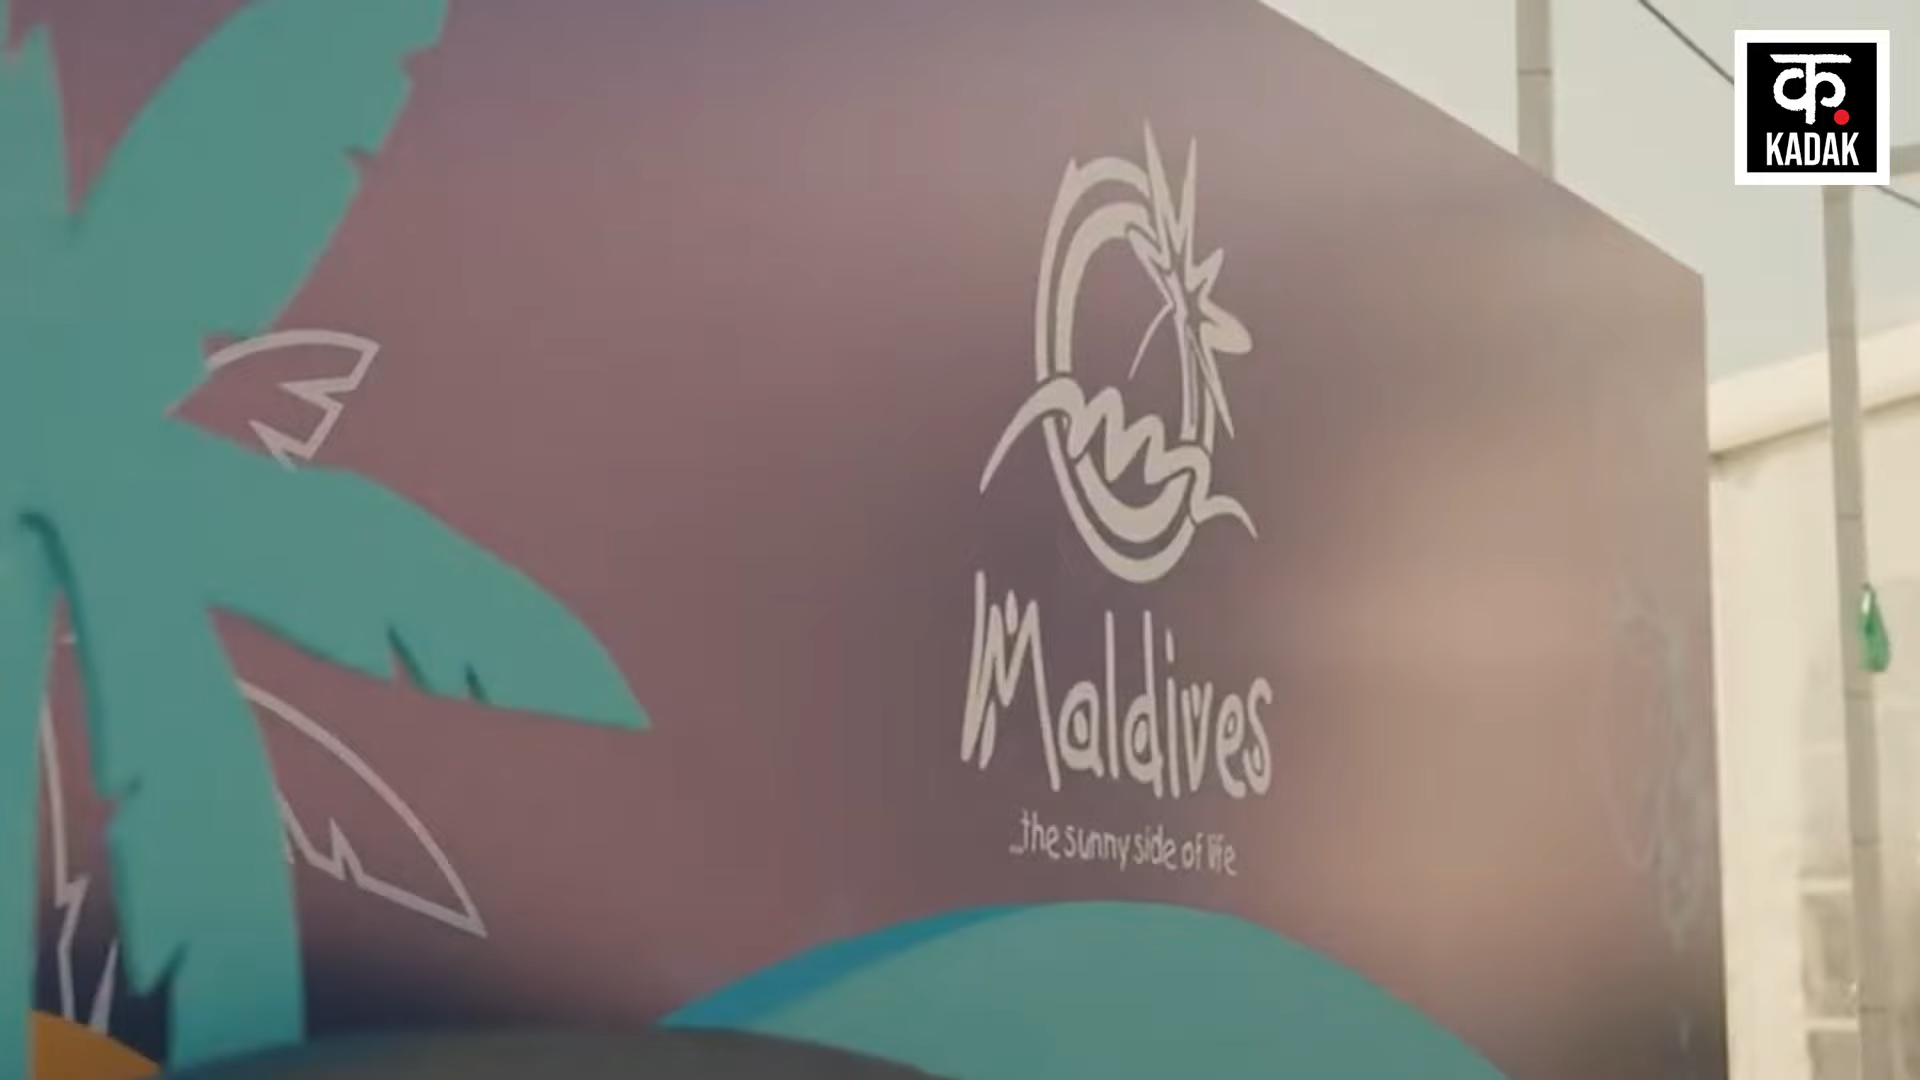 क.
KADAK
Maldives
...the sunny side of life